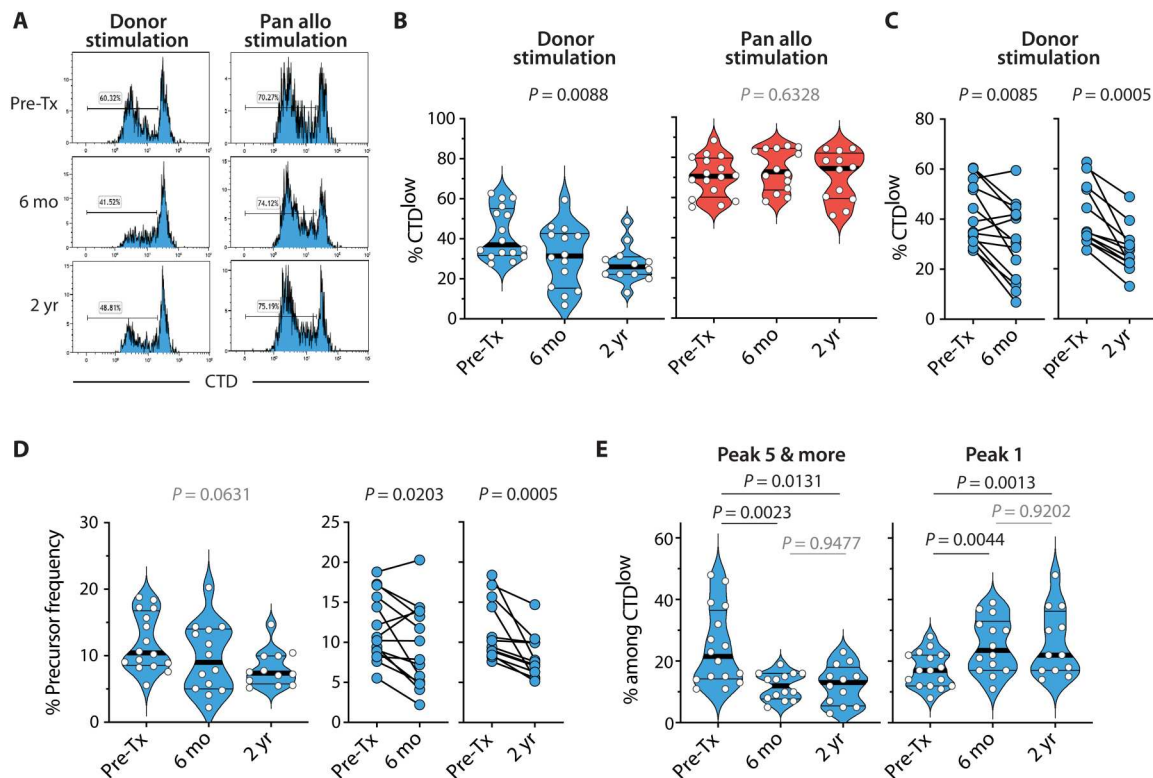 A
Donor stimulation
Pan allo stimulation
Pre-Tx
60.32%
70.27%
6 mo
41.52%
74.12%
2 yr
48.81%
75.19%
CTD
B
Donor stimulation
Pan allo stimulation
P = 0.0088
P = 0.6328
% CTDlow
100
80
60
40
20
0
Pre-Tx
6 mo
2 yr
Pre-Tx
6 mo
2 yr
C
Donor stimulation
P = 0.0085
P = 0.0005
% CTDlow
80
60
40
20
0
Pre-Tx
6 mo
pre-Tx
2 yr
D
P = 0.0631
P = 0.0203
P = 0.0005
% Precursor frequency
30
20
10
0
Pre-Tx
6 mo
2 yr
25
20
15
10
5
0
Pre-Tx
6 mo
Pre-Tx
2 yr
E
Peak 5 & more
Peak 1
P = 0.0131
P = 0.0023
P = 0.9477
P = 0.0013
P = 0.9202
P = 0.0044
% among CTDlow
60
40
20
0
Pre-Tx
6 mo
2 yr
Pre-Tx
6 mo
2 yr